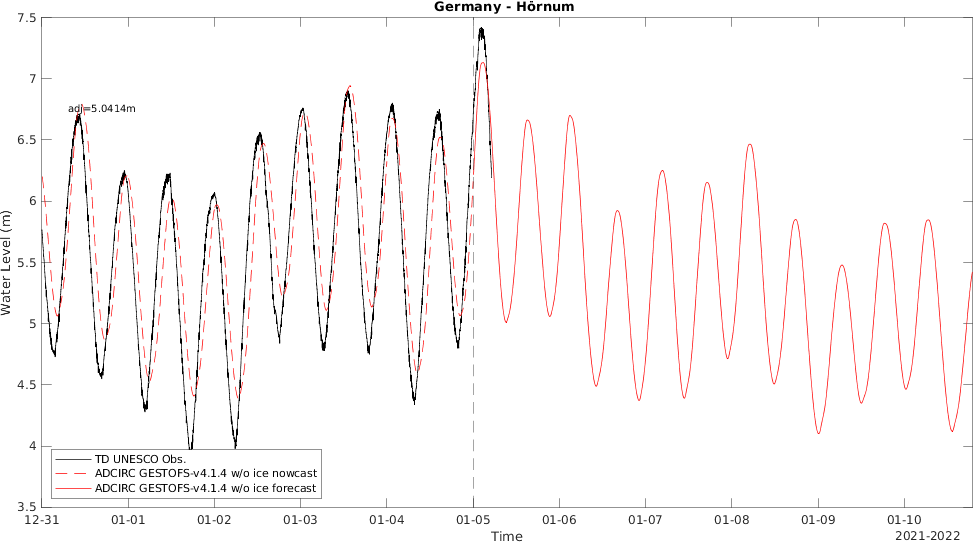 Germany - Hörnum
7.5
7
6.5
6
5.5
5
4.5
4
3.5
Water Level (m)
adj=5.0414m
TD UNESCO Obs.
ADCIRC GESTOFS-v4.1.4 w/o ice nowcast
ADCIRC GESTOFS-v4.1.4 w/o ice forecast
12-31 01-01 01-02 01-03 01-04 01-05 01-06 01-07 01-08 01-09 01-10
Time
2021-2022